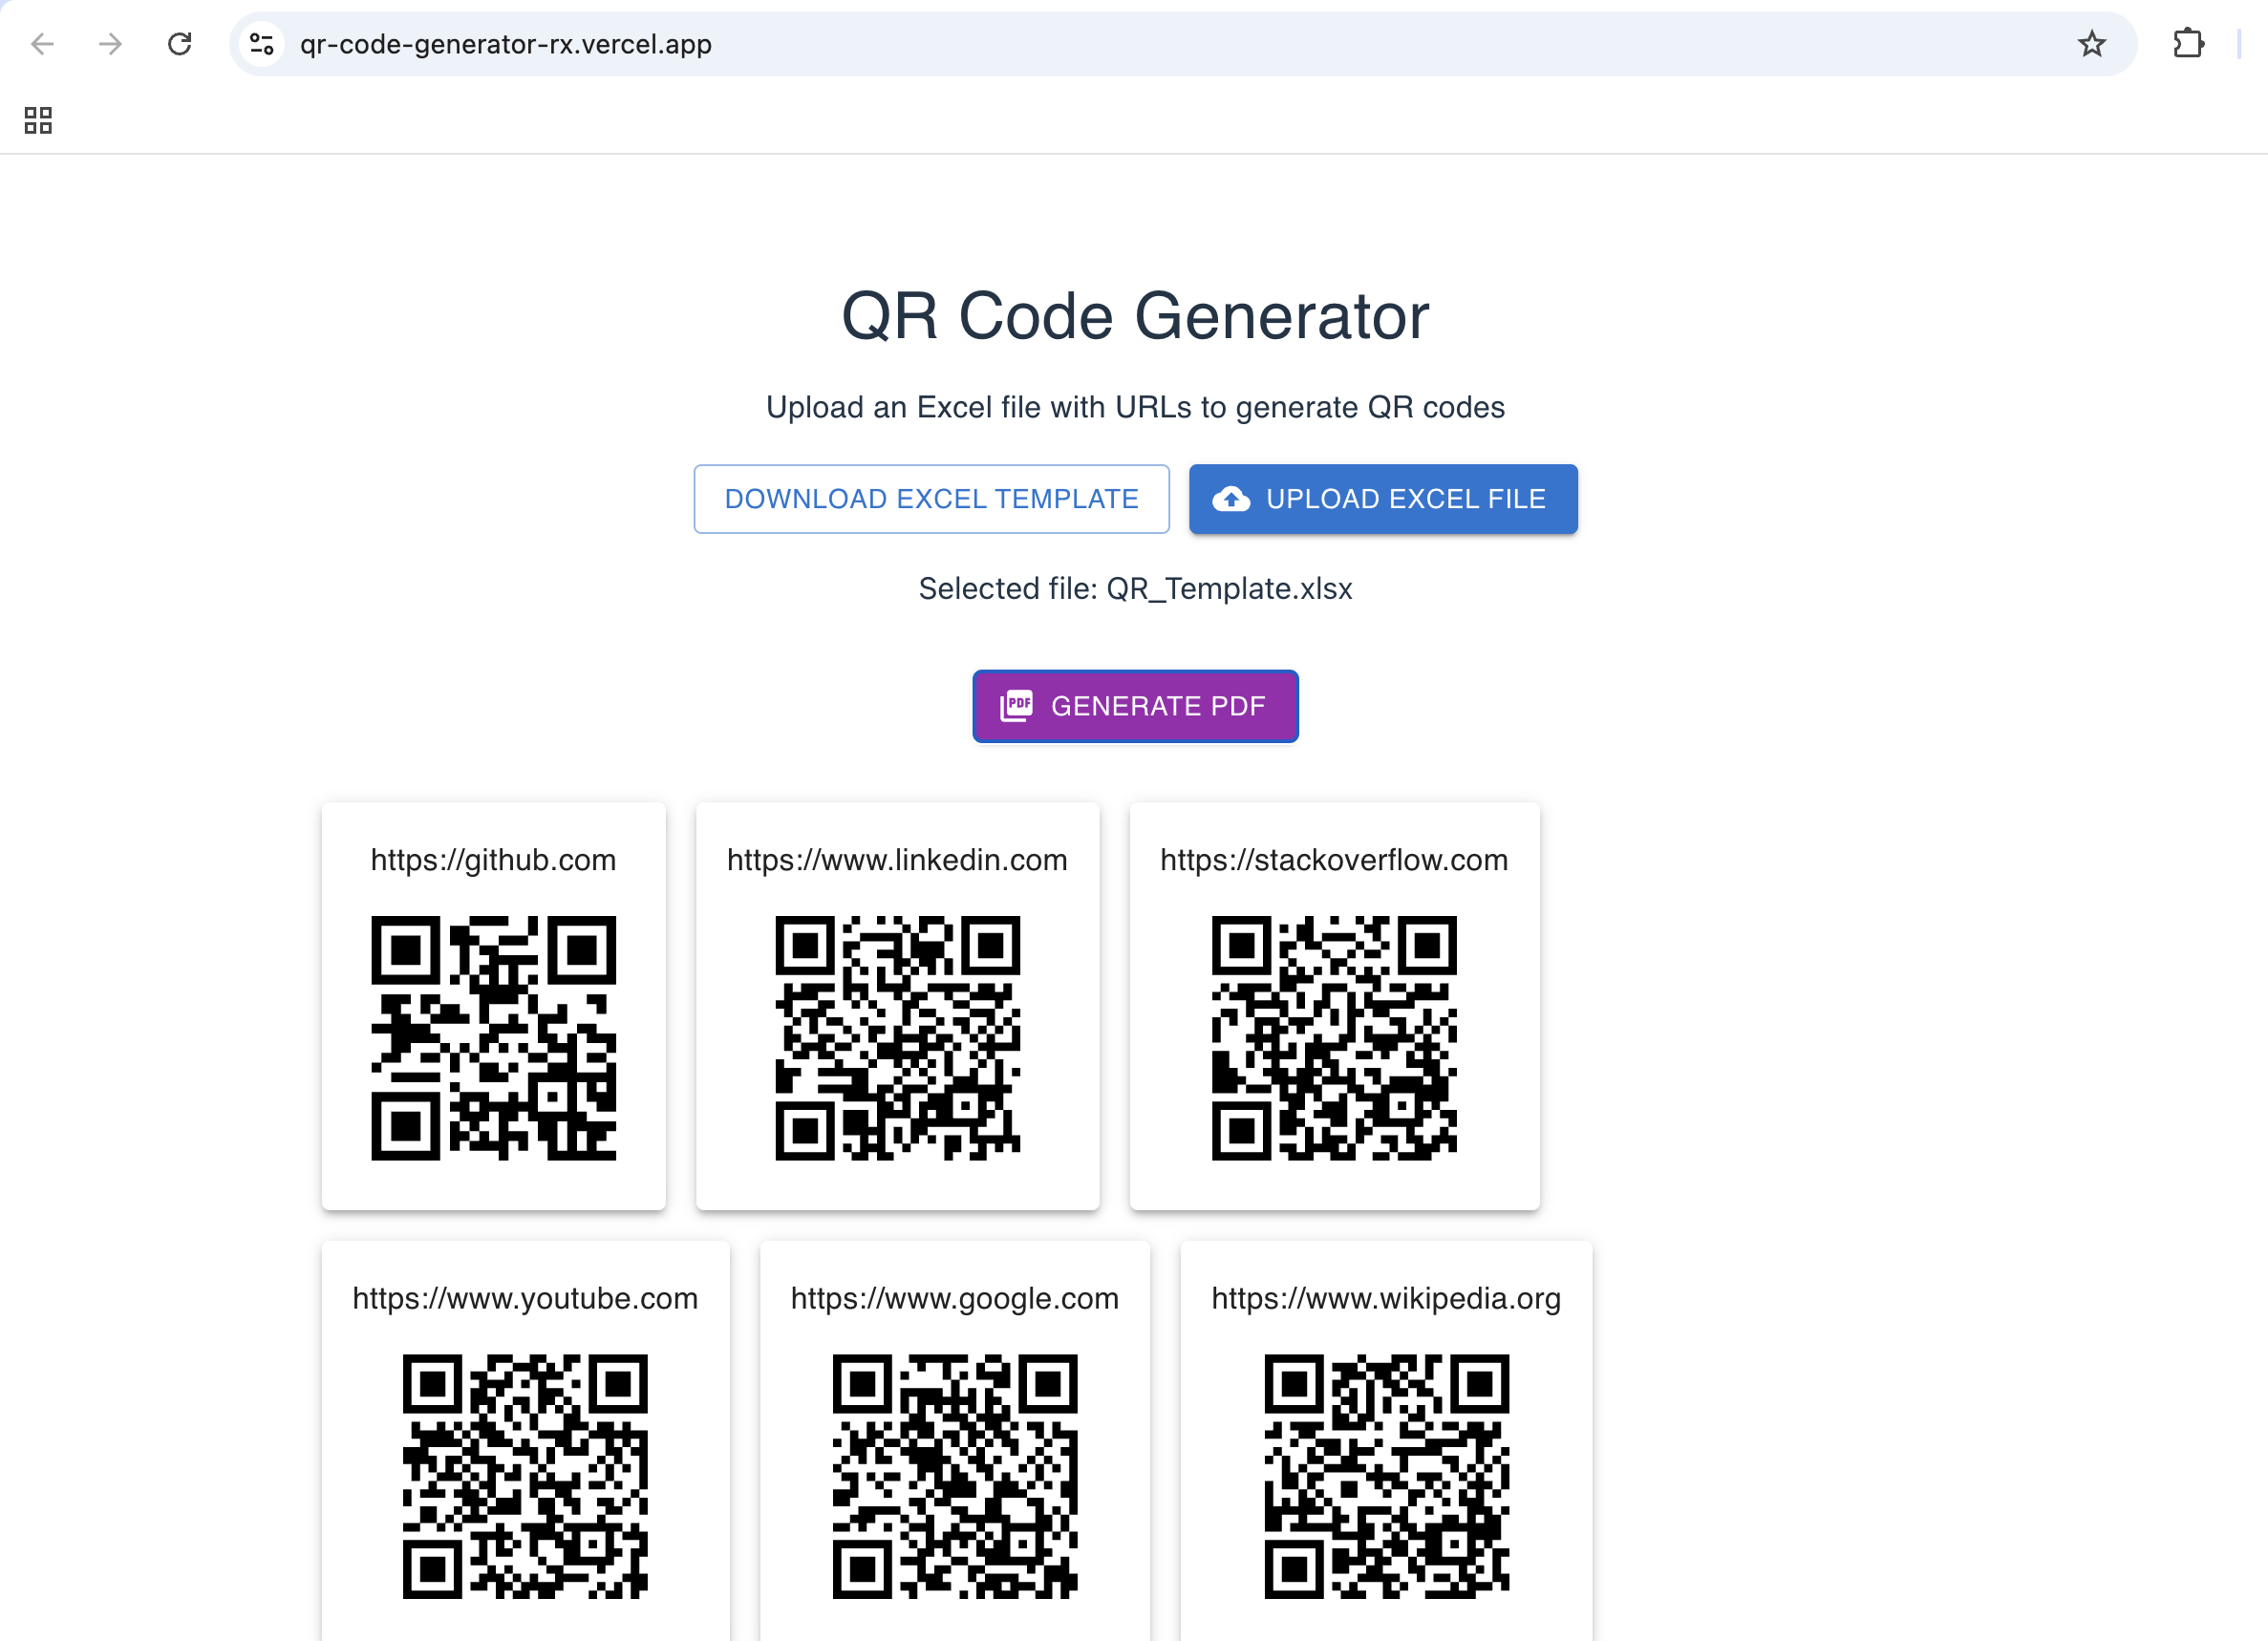 qr-code-generator-rx.vercel.app
QR Code Generator
Upload an Excel file with URLs to generate QR codes
DOWNLOAD EXCEL TEMPLATE
UPLOAD EXCEL FILE
Selected file: QR_Template.xlsx
PDF GENERATE PDF
https://github.com
https://www.linkedin.com
https://stackoverflow.com
https://www.youtube.com
https://www.google.com
https://www.wikipedia.org